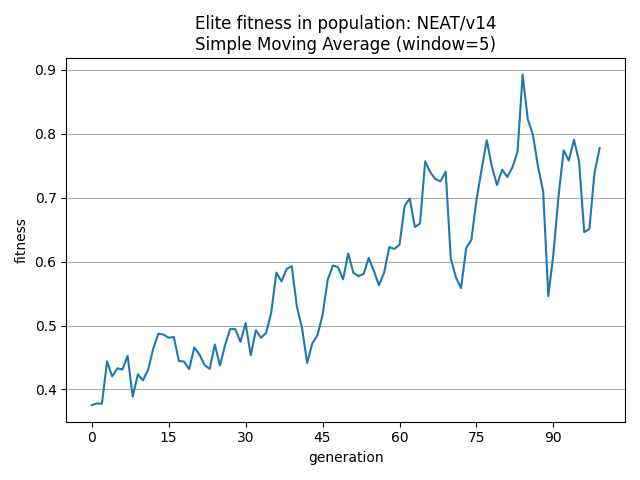 Elite fitness in population: NEAT/v14
Simple Moving Average (window=5)
0.9
0.8
0.7
0.6
0.5
0.4
fitness
0 15 30 45 60 75 90
generation